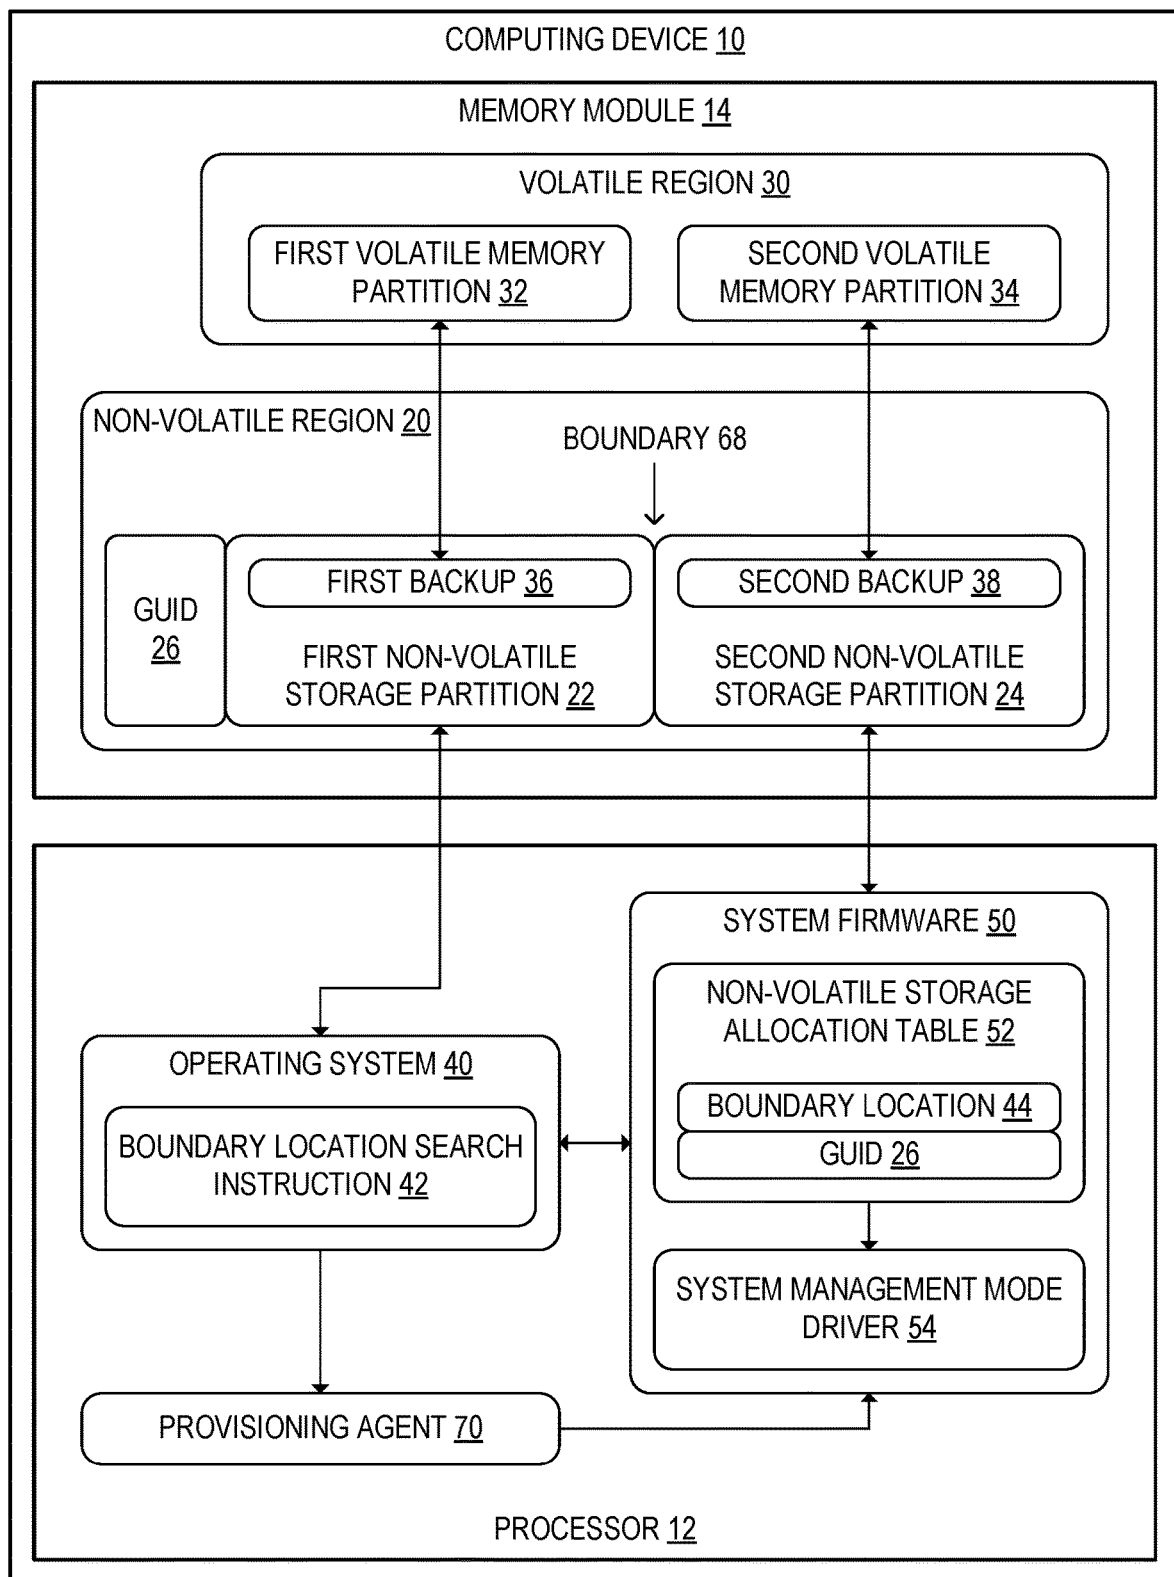 COMPUTING DEVICE 10
MEMORY MODULE 14
VOLATILE REGION 30
FIRST VOLATILE MEMORY
PARTITION 32
SECOND VOLATILE
MEMORY PARTITION 34
NON-VOLATILE REGION 20
BOUNDARY 68
GUID
26
FIRST BACKUP 36
FIRST NON-VOLATILE
STORAGE PARTITION 22
SECOND BACKUP 38
SECOND NON-VOLATILE
STORAGE PARTITION 24
SYSTEM FIRMWARE 50
NON-VOLATILE STORAGE
ALLOCATION TABLE 52
BOUNDARY LOCATION 44
GUID 26
OPERATING SYSTEM 40
BOUNDARY LOCATION SEARCH
INSTRUCTION 42
SYSTEM MANAGEMENT MODE
DRIVER 54
PROVISIONING AGENT 70
PROCESSOR 12